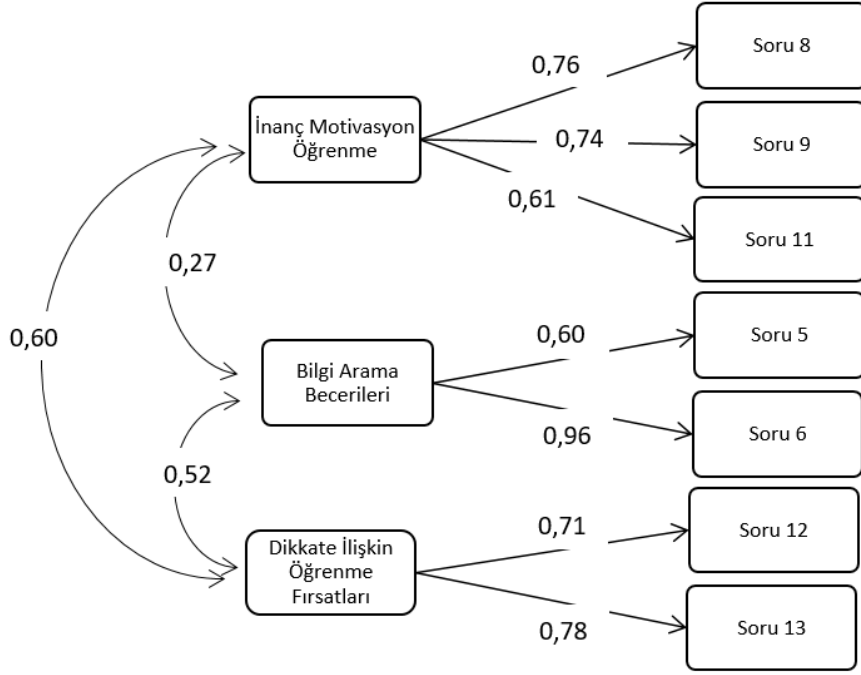 Soru 8
0,76
İnanç Motivasyon
Öğrenme
0,74
Soru 9
0,61
Soru 11
0,27
0,60
Bilgi Arama
Becerileri
0,60
Soru 5
0,96
Soru 6
0,52
Dikkate İlişkin
Öğrenme
Fırsatları
0,71
Soru 12
0,78
Soru 13